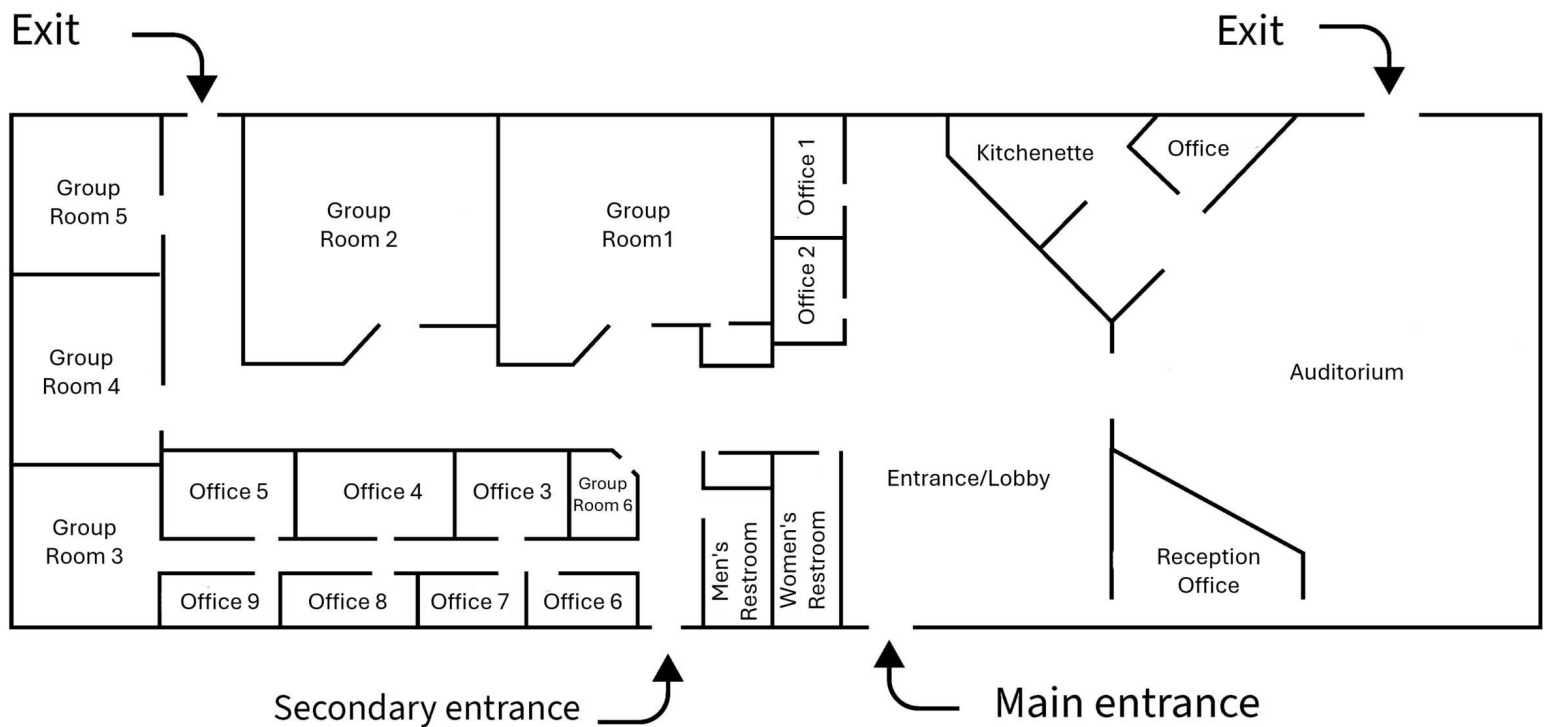 Exit
Exit
Group
Room 5
Group
Room 2
Group
Room1
Office 1
Office 2
Kitchenette
Office
Group
Room 4
Auditorium
Group
Room 3
Office 5
Office 4
Office 3
Group
Room 6
Entrance/Lobby
Men's
Restroom
Women's
Restroom
Reception
Office
Office 9
Office 8
Office 7
Office 6
Secondary entrance
Main entrance